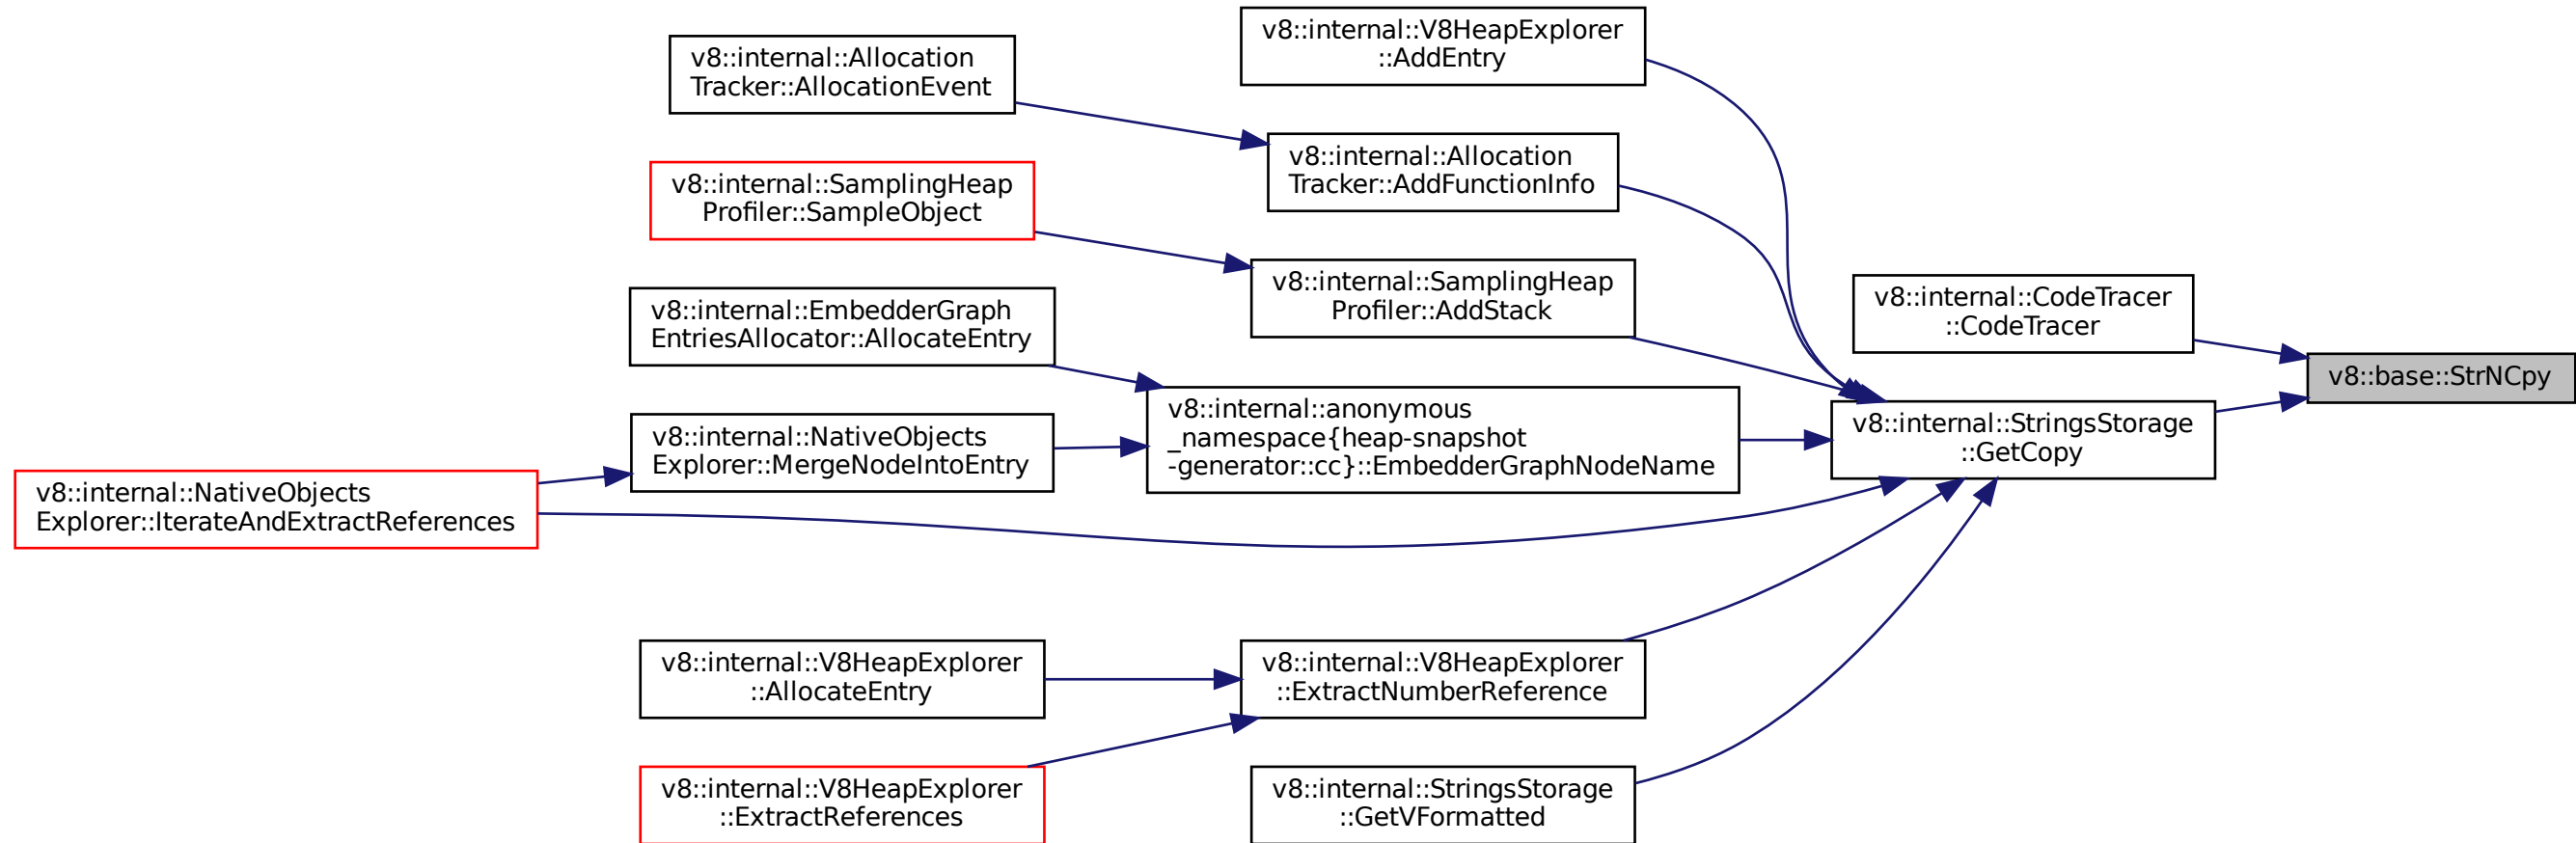 v8::internal::V8HeapExplorer
::AddEntry
v8::internal::Allocation
Tracker::AllocationEvent
v8::internal::Allocation
Tracker::AddFunctionInfo
v8::internal::SamplingHeap
Profiler::SampleObject
v8::internal::SamplingHeap
Profiler::AddStack
v8::internal::CodeTracer
::CodeTracer
v8::internal::EmbedderGraph
EntriesAllocator::AllocateEntry
v8::base::StrNCpy
v8::internal::anonymous
_namespace{heap-snapshot
-generator::cc}::EmbedderGraphNodeName
v8::internal::StringsStorage
::GetCopy
v8::internal::NativeObjects
Explorer::MergeNodeIntoEntry
v8::internal::NativeObjects
Explorer::IterateAndExtractReferences
v8::internal::V8HeapExplorer
::AllocateEntry
v8::internal::V8HeapExplorer
::ExtractNumberReference
v8::internal::V8HeapExplorer
::ExtractReferences
v8::internal::StringsStorage
::GetVFormatted